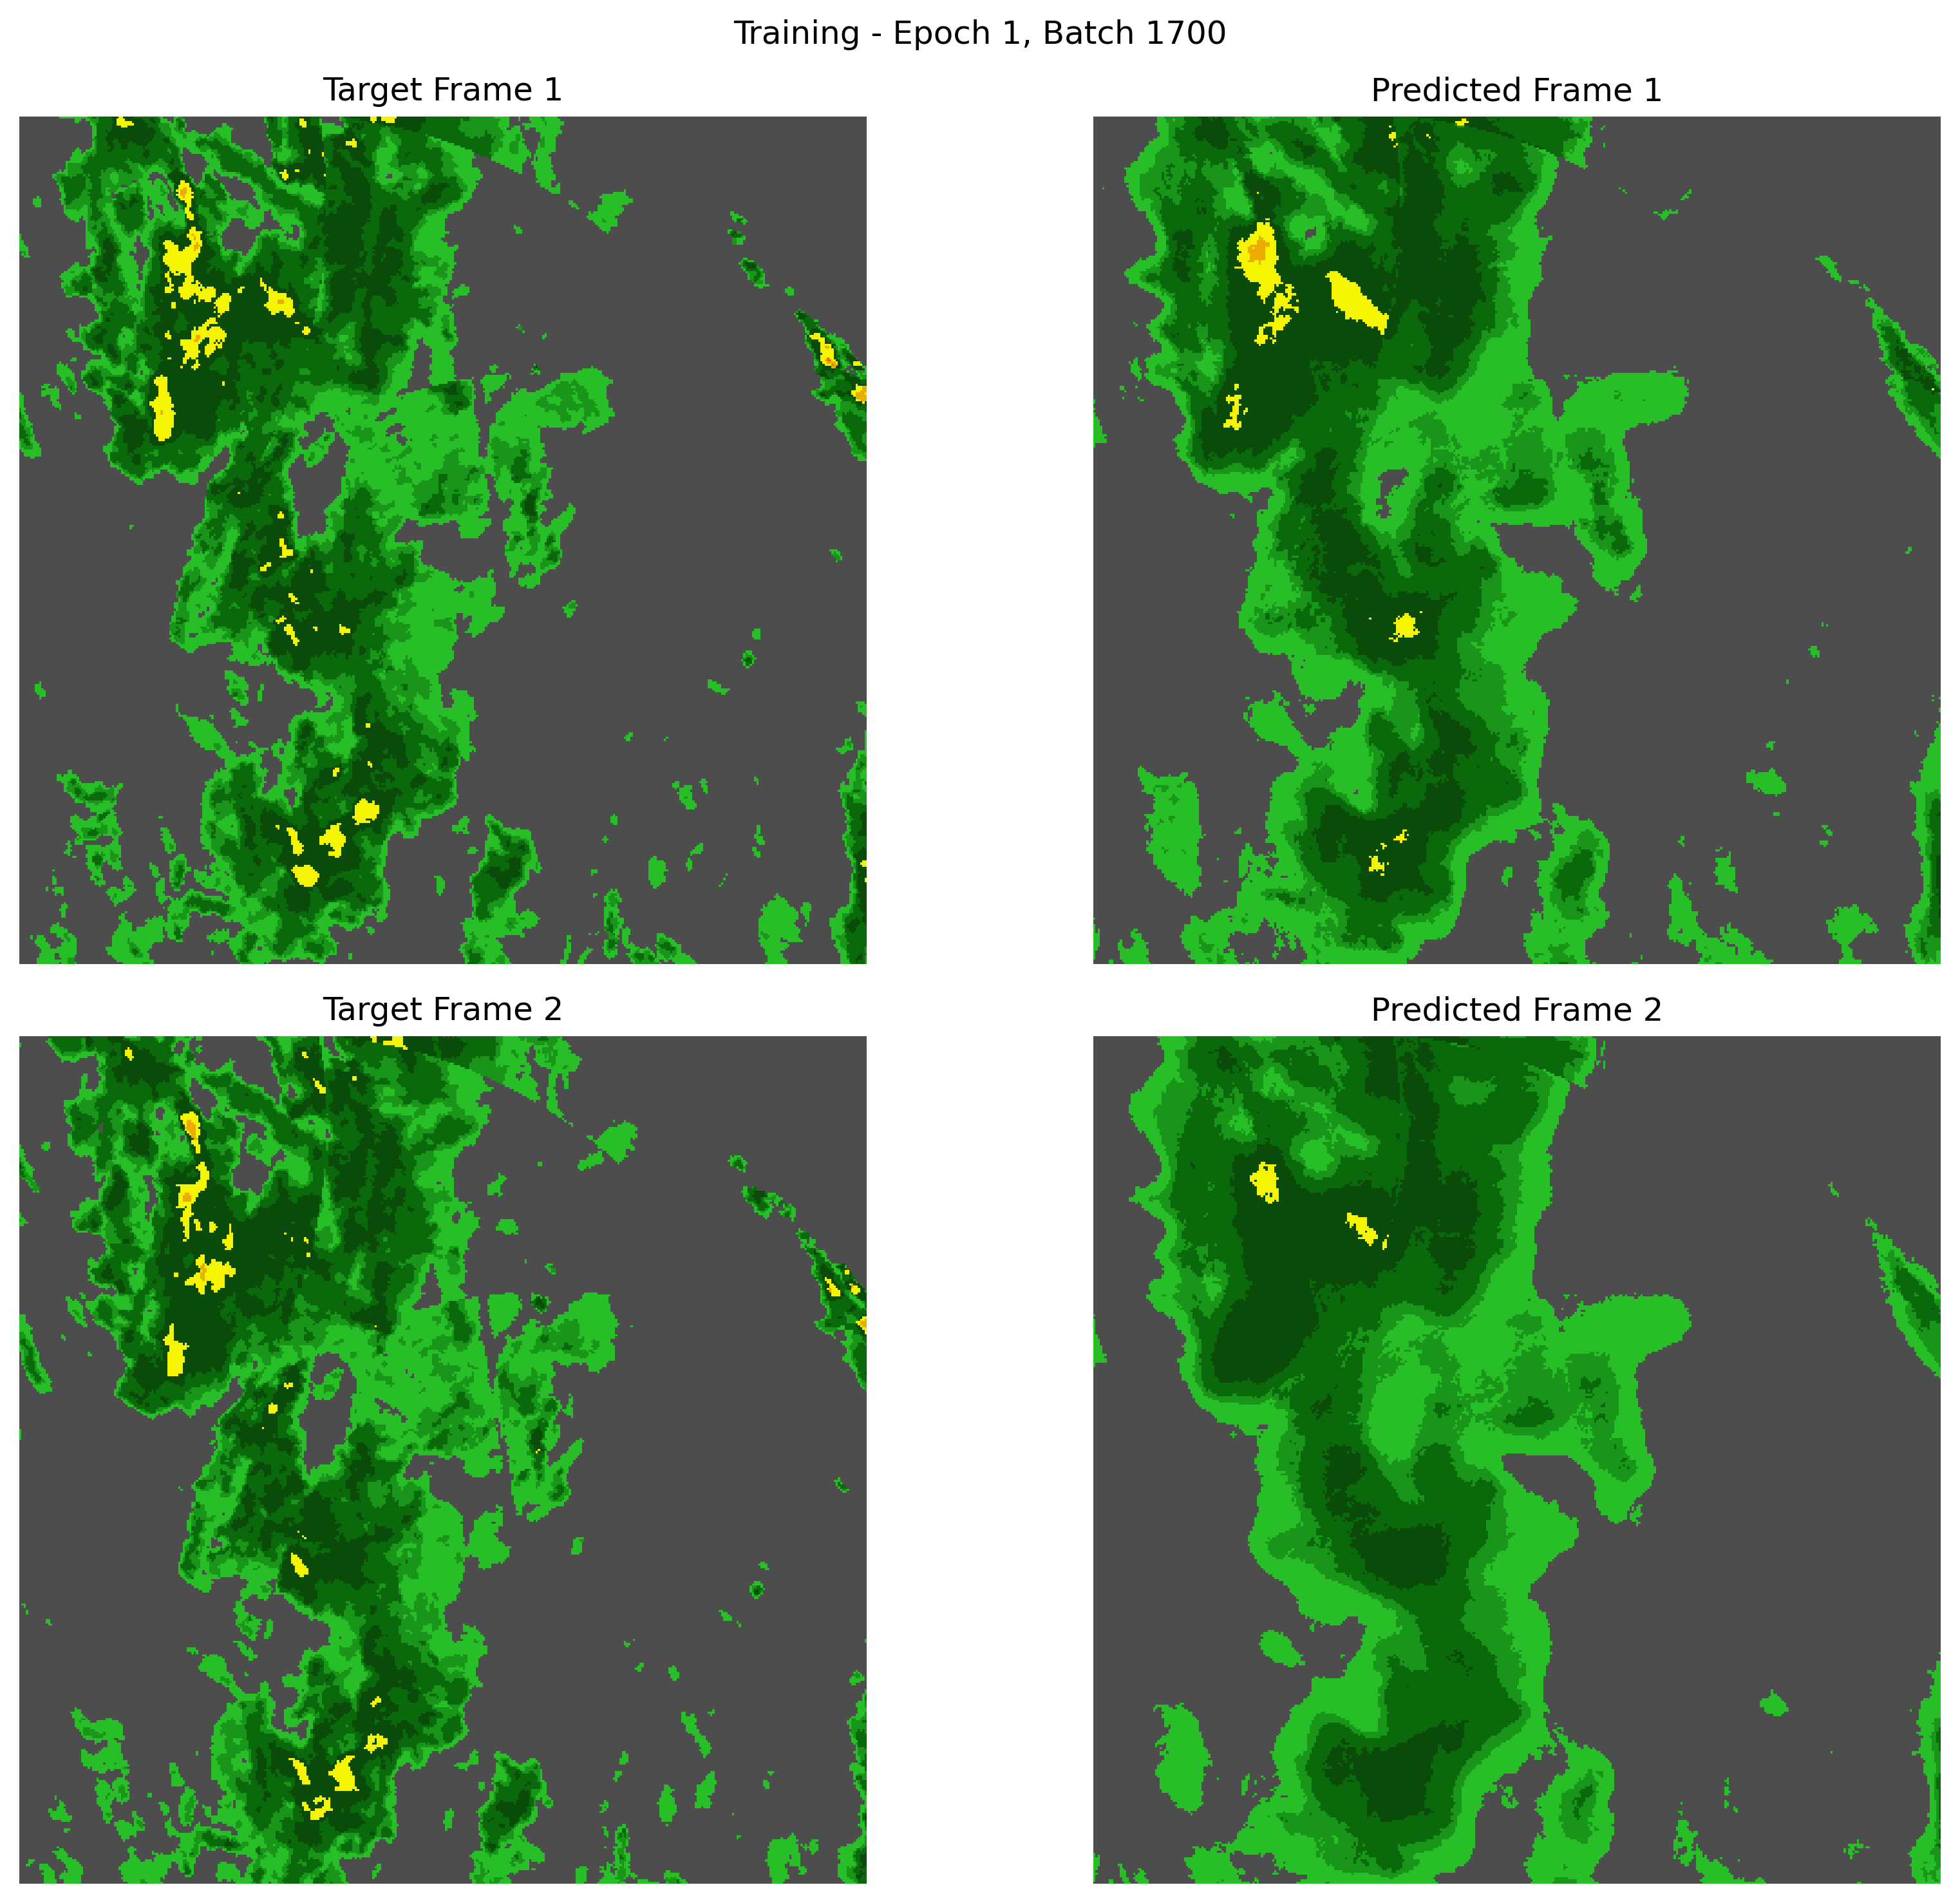 Training - Epoch 1, Batch 1700
Target Frame 1
Predicted Frame 1
Target Frame 2
Predicted Frame 2